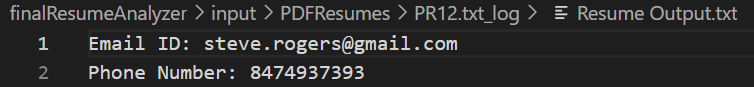 finalResumeAnalyzer > input > PDFResumes > PR12.txt_log > Resume Output.txt
1 Email ID: steve.rogers@gmail.com
2 Phone Number: 8474937393